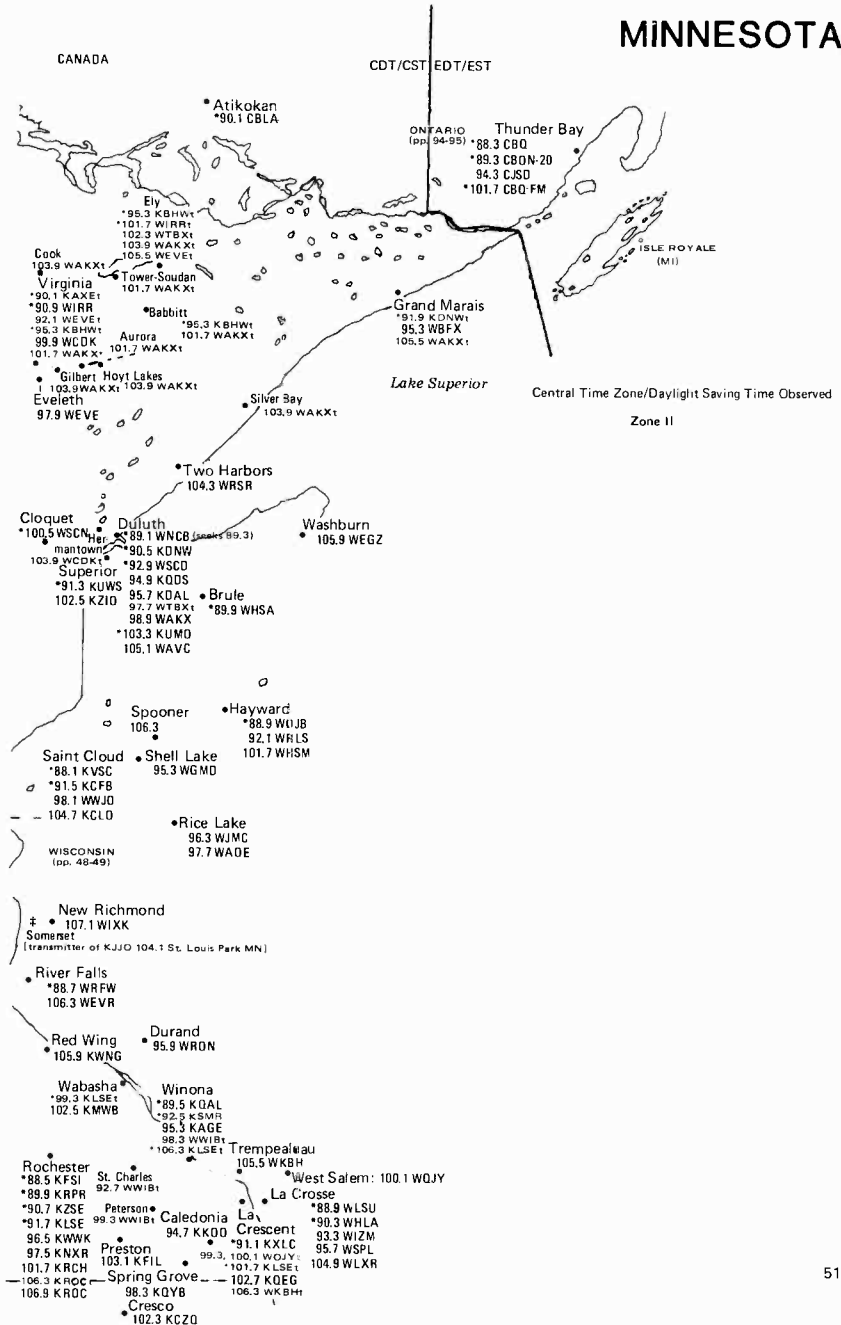 MINNESOTA
CANADA
CDT/CST EDT/EST
Atikokan
*90.1 CBLA
ONTARIO
(pp. 94-95)
Thunder Bay
*88.3 CBQ
*89.3 CBON-20
94.3 CJSD
*101.7 CBQ-FM
ISLE ROYALE
(MI)
Ely
*95.3 KBHWt
*101.7 WIRRt
102.3 WTBXt
103.9 WAKXt
105.5 WEVEt
Cook
103.9 WAKXt
Tower-Soudan
101.7 WAKXt
Virginia
*90.1 KAXEt
*90.9 WIRR
92.1 WEVEt
*95.3 KBHWt
99.9 WCDK
101.7 WAKX
Babbitt
*95.3 KBHWt
101.7 WAKXt
Aurora
101.7 WAKXt
Gilbert
103.9 WAKXt
Hoyt Lakes
103.9 WAKXt
Eveleth
97.9 WEVE
Grand Marais
*91.9 KDNWt
95.3 WBFX
105.5 WAKXt
Lake Superior
Central Time Zone/Daylight Saving Time Observed
Zone II
Silver Bay
103.9 WAKXt
Two Harbors
104.3 WRSR
Cloquet
*100.5 WSCN
Hermantown
103.9 WCDKt
Duluth
*89.1 WNCB (seeks 89.3)
*90.5 KDNW
*92.9 WSCD
94.9 KQDS
95.7 KDAL
97.7 WTBXt
98.9 WAKX
*103.3 KUMD
105.1 WAVC
Washburn
105.9 WEGZ
Superior
*91.3 KUWS
102.5 KZIO
Brule
*89.9 WHSA
Spooner
106.3
Hayward
*88.9 WOJB
92.1 WRLS
101.7 WHSM
Saint Cloud
*88.1 KVSC
*91.5 KCFB
98.1 WWJO
104.7 KCLD
Shell Lake
95.3 WGMD
Rice Lake
96.3 WJMC
97.7 WAQE
WISCONSIN
(pp. 48-49)
New Richmond
107.1 WIXK
‡
Somerset
[transmitter of KJJO 104.1 St. Louis Park MN]
River Falls
*88.7 WRFW
106.3 WEVR
Red Wing
105.9 KWNG
Durand
95.9 WRDN
Wabasha
*99.3 KLSEt
102.5 KMWB
Winona
*89.5 KQAL
*92.5 KSMR
95.3 KAGE
98.3 WWIBt
*106.3 KLSEt
Trempealuau
105.5 WKBH
West Salem: 100.1 WQJY
Rochester
*88.5 KFSI
*89.9 KRPR
*90.7 KZSE
*91.7 KLSE
96.5 KWWK
97.5 KNXR
101.7 KRCH
106.3 KROC
106.9 KROC
St. Charles
92.7 WWIBt
Peterson
99.3 WWIBt
Preston
103.1 KFIL
Caledonia
94.7 KKOO
La Crescent
*91.1 KXLC
99.3, 100.1 WQJY
*101.7 KLSEt
102.7 KQEG
106.3 WKBHt
La Crosse
*88.9 WLSU
*90.3 WHLA
93.3 WIZM
95.7 WSPL
104.9 WLXR
Spring Grove
98.3 KQYB
Cresco
102.3 KCZQ
51